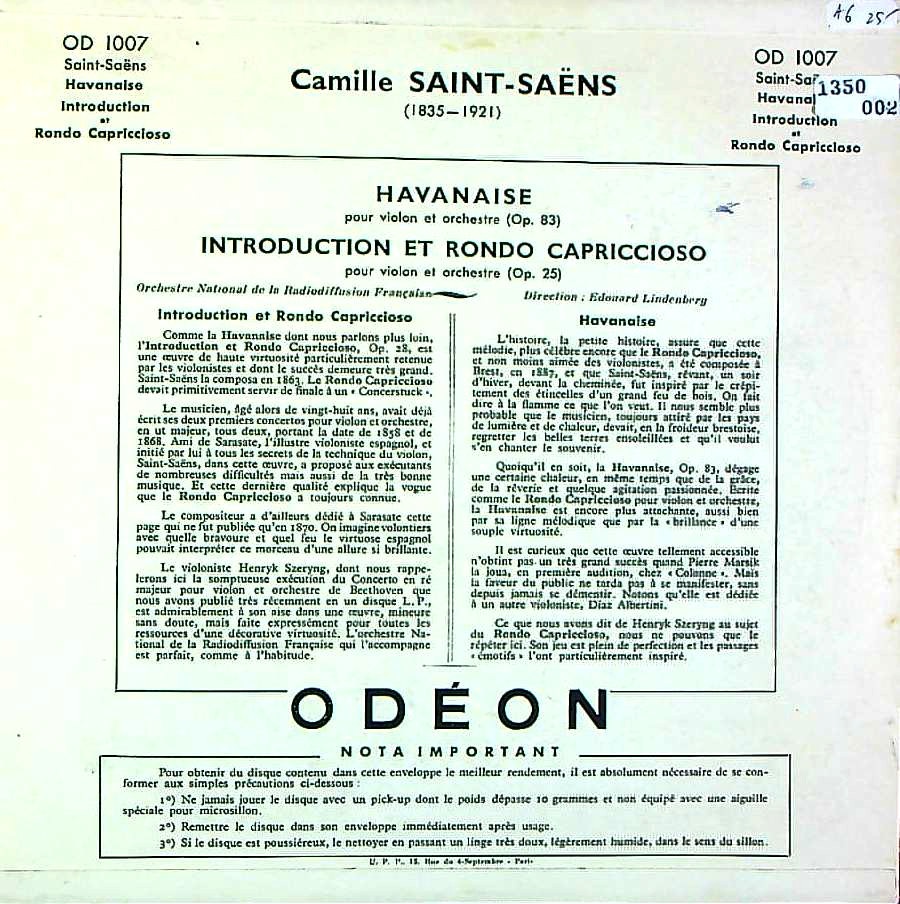 A6 25/-
OD 1007
Saint-Saëns
Havanaise
Introduction
et
Rondo Capriccioso
Camille SAINT-SAËNS
(1835—1921)
OD 1007
Saint-Saë
Havanai
Introduction
et
Rondo Capriccioso
1350
002
HAVANAISE
pour violon et orchestre (Op. 83)
INTRODUCTION ET RONDO CAPRICCIOSO
pour violon et orchestre (Op. 25)
Orchestre National de la Radiodiffusion Française
Direction : Edouard Lindenberg
Introduction et Rondo Capriccioso
Comme la Havanaise dont nous parlons plus loin,
l'Introduction et Rondo Capriccioso, Op. 28, est
une œuvre de haute virtuosité particulièrement retenue
par les violonistes et dont le succès demeure très grand.
Saint-Saëns la composa en 1863. Le Rondo Capriccioso
devait primitivement servir de finale à un « Concerstuck ».
Le musicien, âgé alors de vingt-huit ans, avait déjà
écrit ses deux premiers concertos pour violon et orchestre,
en ut majeur, tous deux, portant la date de 1858 et de
1868. Ami de Sarasate, l'illustre violoniste espagnol, et
initié par lui à tous les secrets de la technique du violon,
Saint-Saëns, dans cette œuvre, a proposé aux exécutants
de nombreuses difficultés mais aussi de la très bonne
musique. Et cette dernière qualité explique la vogue
que le Rondo Capriccioso a toujours connue.
Le compositeur a d'ailleurs dédié à Sarasate cette
page qui ne fut publiée qu'en 1870. On imagine volontiers
avec quelle bravoure et quel feu le virtuose espagnol
pouvait interpréter ce morceau d'une allure si brillante.
Le violoniste Henryk Szeryng, dont nous rappe-
lerons ici la somptueuse exécution du Concerto en ré
majeur pour violon et orchestre de Beethoven que
nous avons publié très récemment en un disque L. P.,
est admirablement à son aise dans une œuvre, mineure
sans doute, mais faite expressément pour toutes les
ressources d'une décorative virtuosité. L'orchestre Na-
tional de la Radiodiffusion Française qui l'accompagne
est parfait, comme à l'habitude.
Havanaise
L'histoire, la petite histoire, assure que cette
mélodie, plus célèbre encore que le Rondo Capriccioso,
et non moins aimée des violonistes, a été composée à
Brest, en 1887, et que Saint-Saëns, rêvant, un soir
d'hiver, devant la cheminée, fut inspiré par le crépi-
tement des étincelles d'un grand feu de bois. On fait
dire à la flamme ce que l'on veut. Il nous semble plus
probable que le musicien, toujours attiré par les pays
de lumière et de chaleur, devait, en la froideur brestoise,
regretter les belles terres ensoleillées et qu'il voulut
s'en chanter le souvenir.
Quoiqu'il en soit, la Havanaise, Op. 83, dégage
une certaine chaleur, en même temps que de la grâce,
de la rêverie et quelque agitation passionnée. Ecrite
comme le Rondo Capriccioso pour violon et orchestre,
la Havanaise est encore plus attachante, aussi bien
par sa ligne mélodique que par la « brillance » d'une
souple virtuosité.
Il est curieux que cette œuvre tellement accessible
n'obtint pas un très grand succès quand Pierre Marsik
la joua, en première audition, chez « Colonne ». Mais
la faveur du public ne tarda pas à se manifester, sans
depuis jamais se démentir. Notons qu'elle est dédiée
à un autre violoniste, Díaz Albertini.
Ce que nous avons dit de Henryk Szeryng au sujet
du Rondo Capriccioso, nous ne pouvons que le
répéter ici. Son jeu est plein de perfection et les passages
« émotifs » l'ont particulièrement inspiré.
ODÉON
NOTA IMPORTANT
Pour obtenir du disque contenu dans cette enveloppe le meilleur rendement, il est absolument nécessaire de se con-
former aux simples précautions ci-dessous :
1°) Ne jamais jouer le disque avec un pick-up dont le poids dépasse 10 grammes et non équipé avec une aiguille
spéciale pour microsillon.
2°) Remettre le disque dans son enveloppe immédiatement après usage.
3°) Si le disque est poussiéreux, le nettoyer en passant un linge très doux, légèrement humide, dans le sens du sillon.
Rue du 4-Septembre - Paris